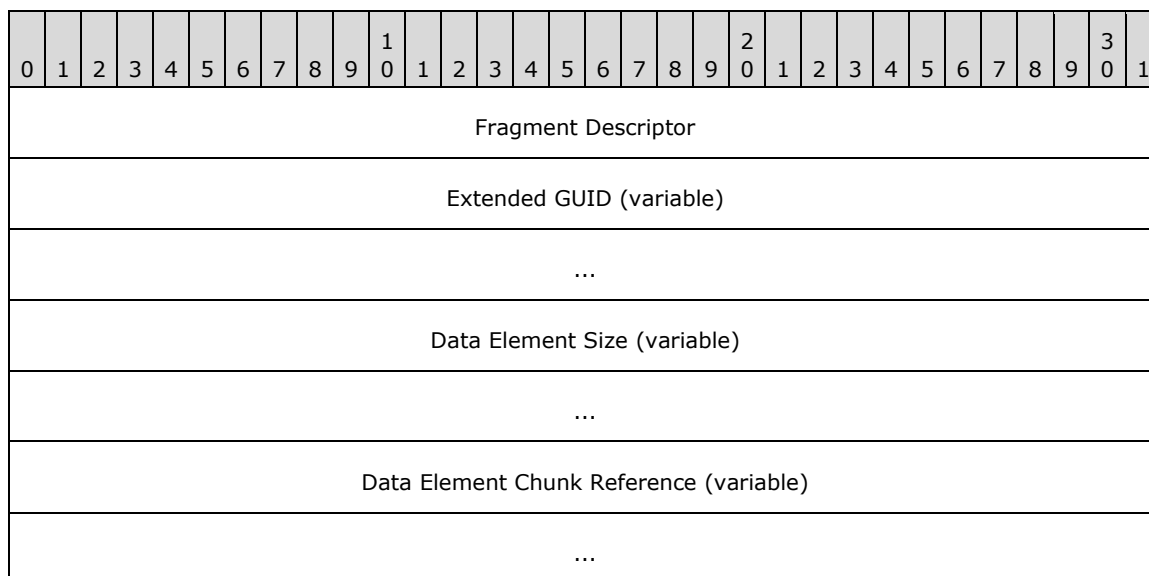 1 2 3
0 1 2 3 4 5 6 7 8 9 0 1 2 3 4 5 6 7 8 9 0 1 2 3 4 5 6 7 8 9 0 1
Fragment Descriptor
Extended GUID (variable)
...
Data Element Size (variable)
...
Data Element Chunk Reference (variable)
...